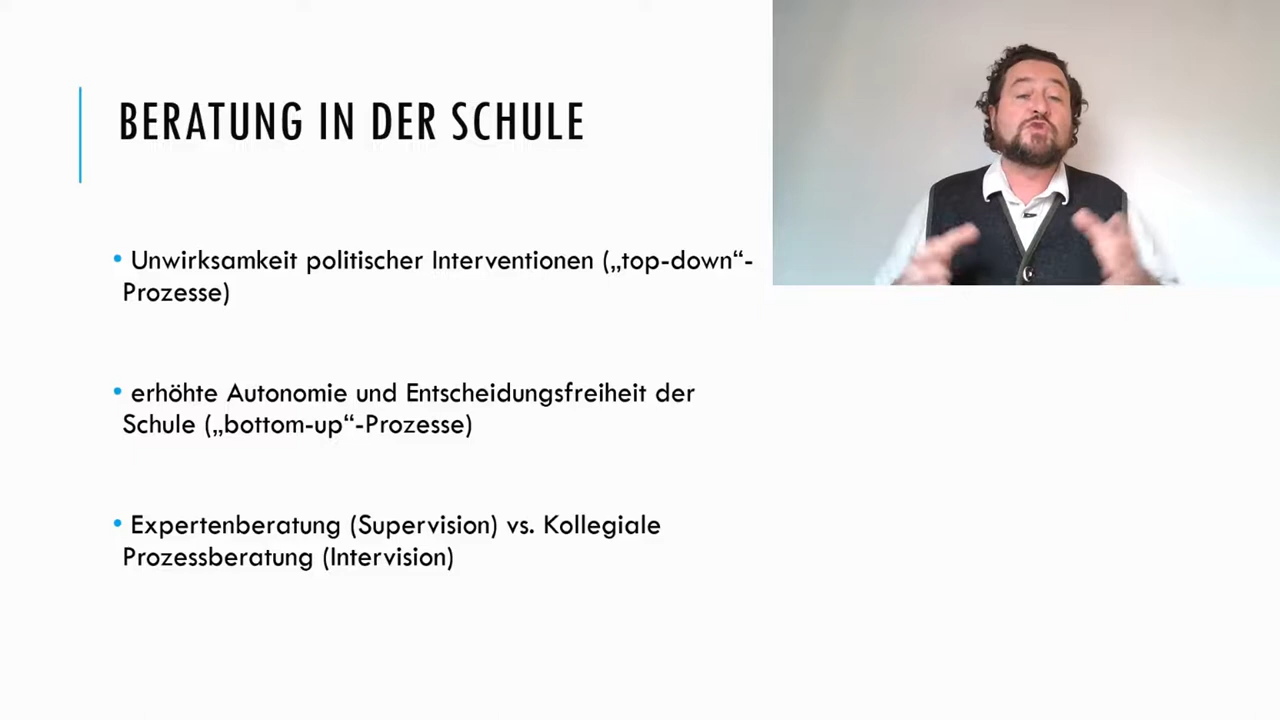 BERATUNG IN DER SCHULE
• Unwirksamkeit politischer Interventionen („top-down“-
Prozesse)
• erhöhte Autonomie und Entscheidungsfreiheit der
Schule („bottom-up“-Prozesse)
• Expertenberatung (Supervision) vs. Kollegiale
Prozessberatung (Intervision)